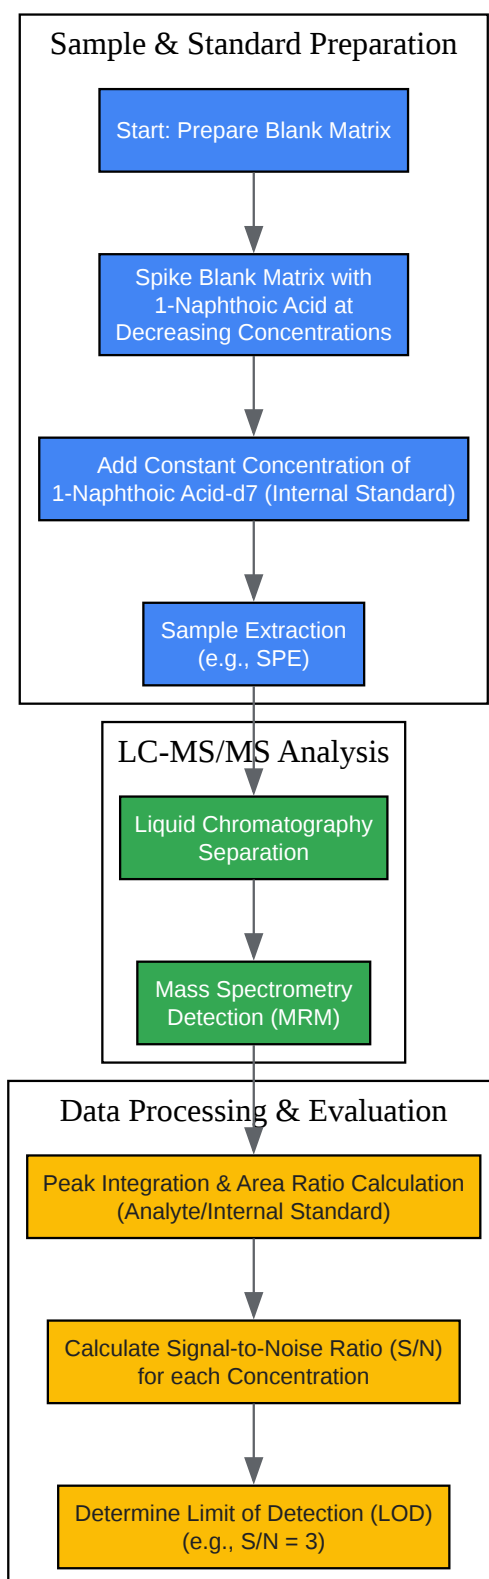 Sample & Standard Preparation
Start: Prepare Blank Matrix
Spike Blank Matrix with
1-Naphthoic Acid at
Decreasing Concentrations
Add Constant Concentration of
1-Naphthoic Acid-d7 (Internal Standard)
Sample Extraction
(e.g., SPE)
LC-MS/MS Analysis
Liquid Chromatography
Separation
Mass Spectrometry
Detection (MRM)
Data Processing & Evaluation
Peak Integration & Area Ratio Calculation
(Analyte/Internal Standard)
Calculate Signal-to-Noise Ratio (S/N)
for each Concentration
Determine Limit of Detection (LOD)
(e.g., S/N = 3)